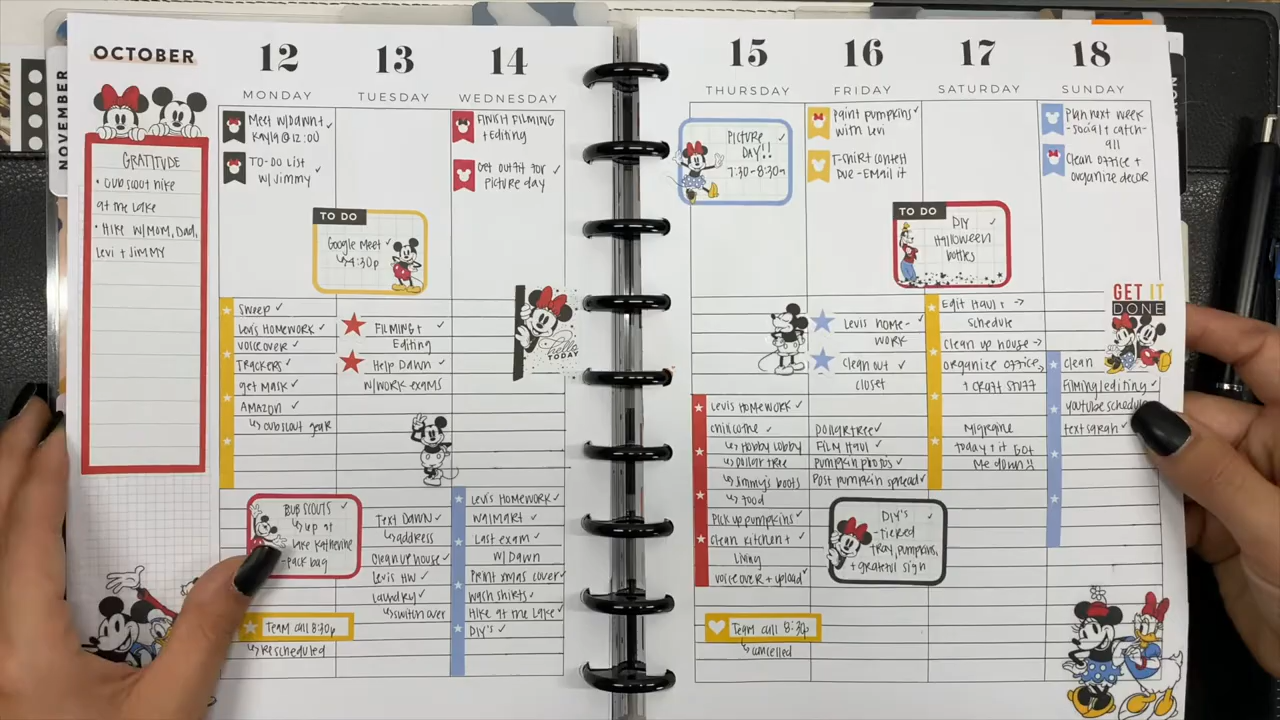 OCTOBER
NOVEMBER
GRATITUDE
• CUB SCOUT HIKE
AT THE LAKE
• HIKE W/MOM, DAD,
LEVI + JIMMY
12
MONDAY
MEET W/DAWN +
KAYLA @ 12:00
TO-DO LIST
W/ JIMMY
SWEEP ✓
LEVI'S HOMEWORK ✓
VOICEOVER ✓
TRACKERS ✓
GET MASK ✓
AMAZON ✓
↳ CUB SCOUT GEAR
CUB SCOUTS
↳ UP AT
LAKE KATHERINE
-PACK BAG
TEAM CALL 8:30P
↳ RESCHEDULED
13
TUESDAY
TO DO
GOOGLE MEET ✓
↳ 4:30P
FILMING + ✓
EDITING
HELP DAWN ✓
W/WORK EXAMS
TEXT DAWN ✓
↳ ADDRESS
CLEAN UP HOUSE ✓
LEVI'S HW ✓
LAUNDRY ✓
↳ SWITCH OVER
14
WEDNESDAY
FINISH FILMING
+ EDITING ✓
GET OUTFIT FOR ✓
PICTURE DAY
hello
TODAY
LEVI'S HOMEWORK ✓
WALMART ✓
LAST EXAM ✓
W/ DAWN
PRINT XMAS COVER ✓
WASH SHIRTS ✓
HIKE AT THE LAKE ✓
DIY'S ✓
15
THURSDAY
PICTURE ✓
DAY!!
7:30-8:30A
LEVI'S HOMEWORK ✓
CHILICOTHE ✓
↳ HOBBY LOBBY
↳ DOLLAR TREE
↳ JIMMY'S BOOTS
↳ FOOD
PICK UP PUMPKINS ✓
CLEAN KITCHEN + ✓
LIVING
VOICE OVER + UPLOAD ✓
TEAM CALL 8:30P
↳ CANCELLED
16
FRIDAY
PAINT PUMPKINS ✓
WITH LEVI
T-SHIRT CONTEST
DUE - EMAIL IT ✓
LEVIS HOME- ✓
WORK
CLEAN OUT ✓
CLOSET
DOLLAR TREE ✓
FILM HAUL ✓
PUMPKIN PHOTOS ✓
POST PUMPKIN SPREAD ✓
DIY'S ✓
-TIERED
TRAY, PUMPKINS,
+ GRATEFUL SIGN
17
SATURDAY
TO DO
DIY ✓
HALLOWEEN
BOTTLES
EDIT HAUL + →
SCHEDULE
CLEAN UP HOUSE →
ORGANIZE OFFICE →
+ CRAFT STUFF
MIGRAINE
TODAY + IT GOT
ME DOWN!!
18
SUNDAY
PLAN NEXT WEEK
-SOCIAL + CATCH-
ALL
CLEAN OFFICE +
ORGANIZE DECOR
GET IT
DONE
CLEAN
FILMING/EDITING ✓
YOUTUBE SCHEDULE
TEXT SARAH ✓